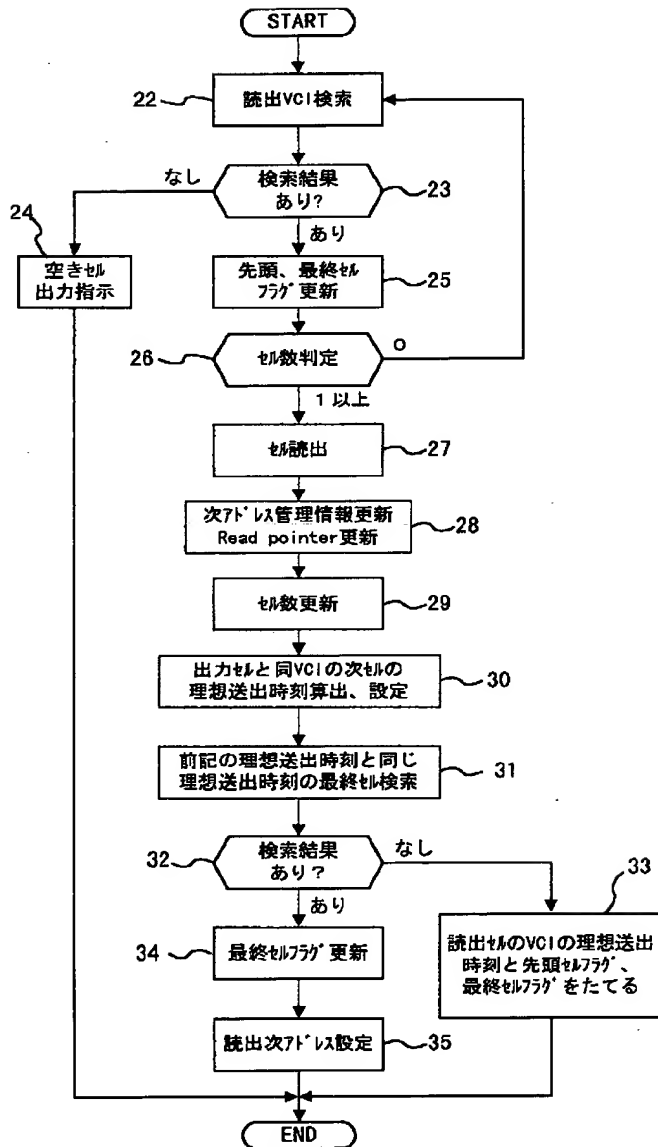 START
22
読出VCI検索
なし
検索結果
あり?
23
24
空きセル
出力指示
あり
先頭、最終ｾﾙ
ﾌﾗｸﾞ更新
25
26
ｾﾙ数判定
0
1 以上
ｾﾙ読出
27
次ｱﾄﾞﾚｽ管理情報更新
Read pointer更新
28
ｾﾙ数更新
29
出力ｾﾙと同VCIの次ｾﾙの
理想送出時刻算出、設定
30
前記の理想送出時刻と同じ
理想送出時刻の最終ｾﾙ検索
31
32
検索結果
あり？
なし
33
あり
34
最終ｾﾙﾌﾗｸﾞ更新
読出ｾﾙのVCIの理想送出
時刻と先頭ｾﾙﾌﾗｸﾞ、
最終ｾﾙﾌﾗｸﾞをたてる
読出次ｱﾄﾞﾚｽ設定
35
END